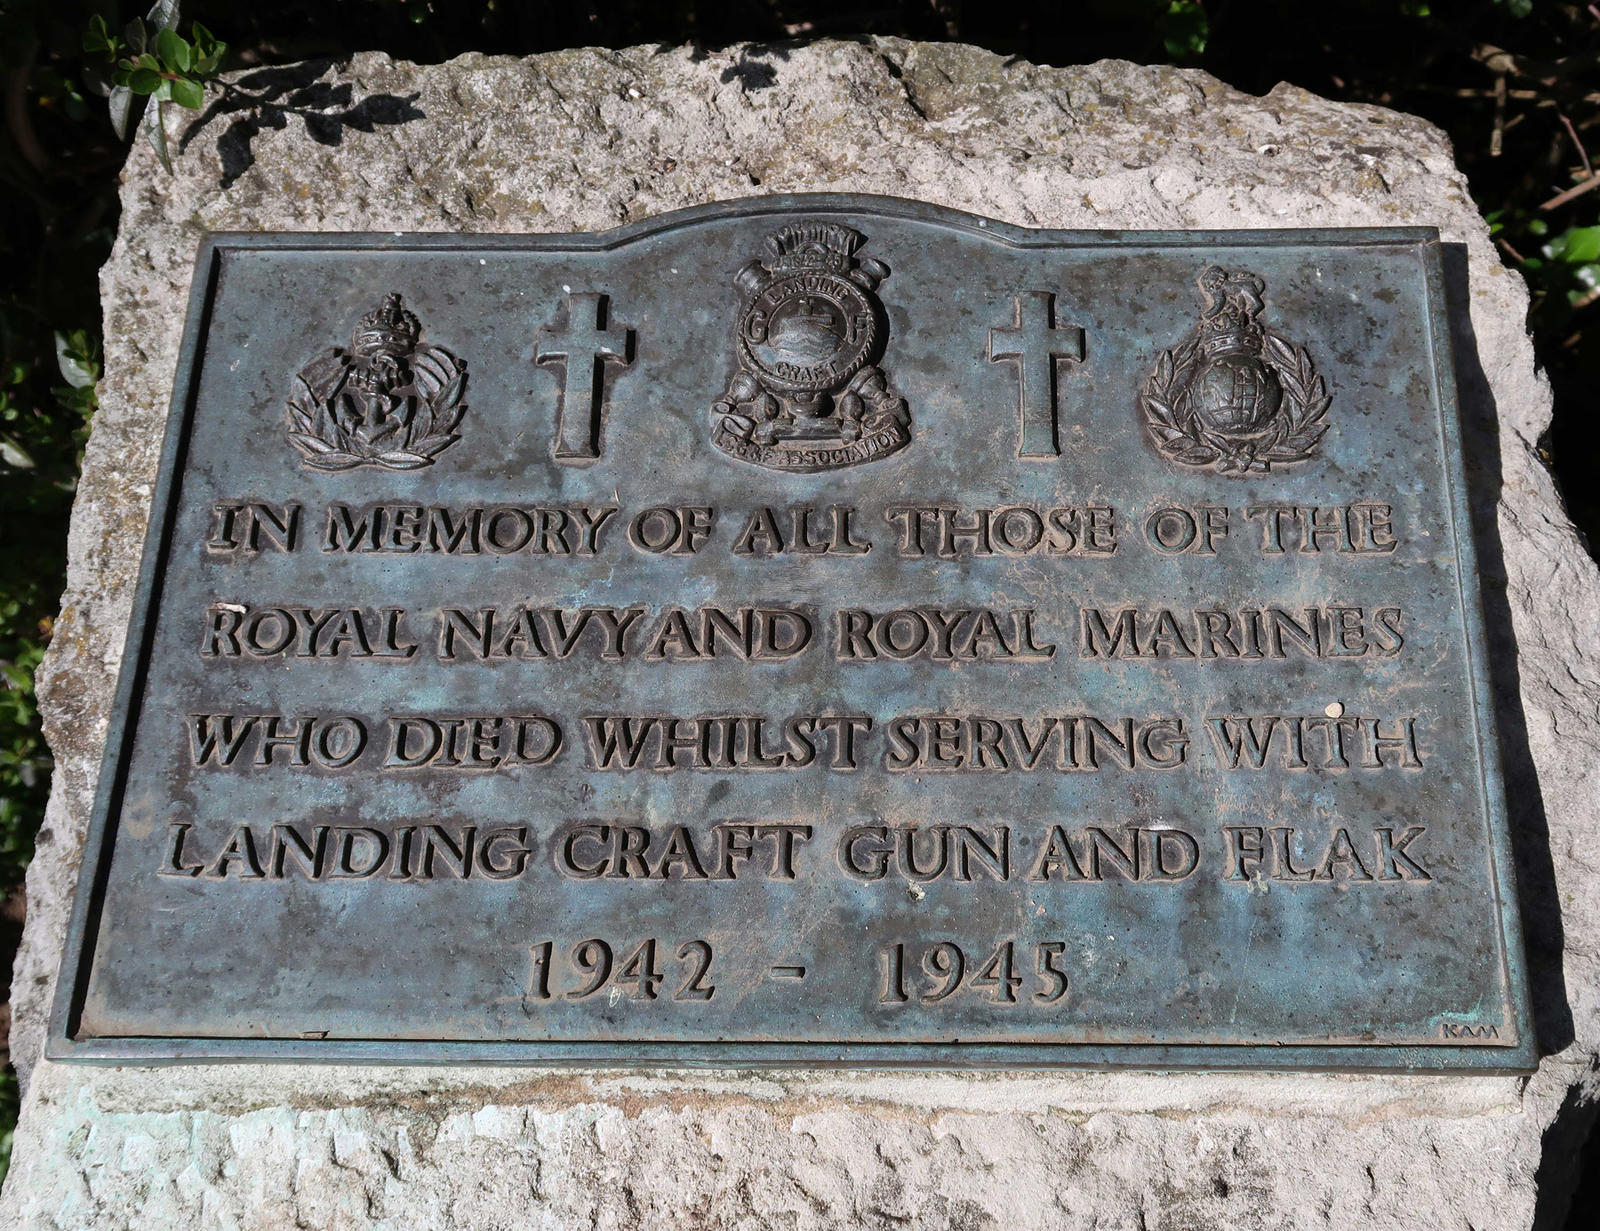 LANDING
G F
CRAFT
L.C.G.&F. ASSOCIATION
IN MEMORY OF ALL THOSE OF THE
ROYAL NAVY AND ROYAL MARINES
WHO DIED WHILST SERVING WITH
LANDING CRAFT GUN AND FLAK
1942 - 1945
KAM